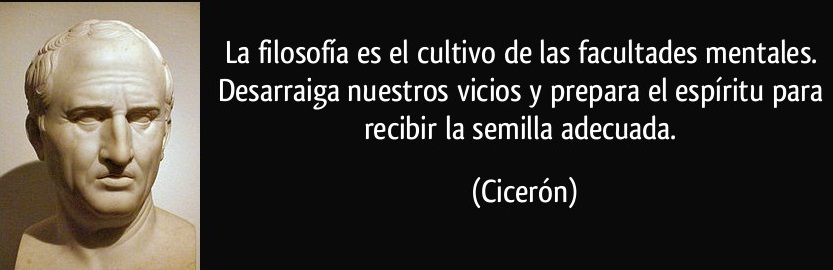 La filosofía es el cultivo de las facultades mentales.
Desarraiga nuestros vicios y prepara el espíritu para
recibir la semilla adecuada.
(Cicerón)